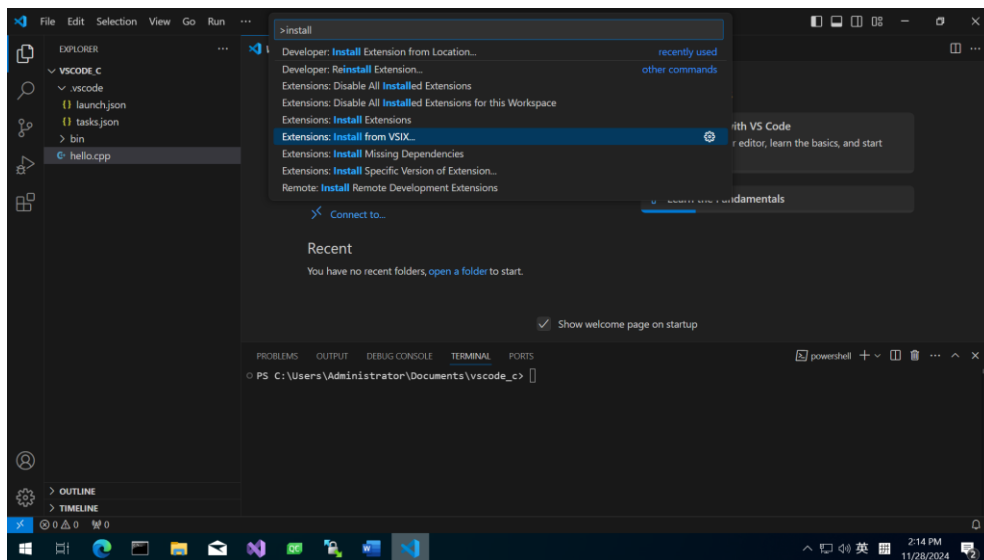 File Edit Selection View Go Run ...
>install
Developer: Install Extension from Location... recently used
Developer: Reinstall Extension... other commands
Extensions: Disable All Installed Extensions
Extensions: Disable All Installed Extensions for this Workspace
Extensions: Install Extensions
Extensions: Install from VSIX...
Extensions: Install Missing Dependencies
Extensions: Install Specific Version of Extension...
Remote: Install Remote Development Extensions
EXPLORER ...
VSCODE_C
.vscode
{} launch.json
{} tasks.json
bin
hello.cpp
with VS Code
r editor, learn the basics, and start
Learn the Fundamentals
Connect to...
Recent
You have no recent folders, open a folder to start.
Show welcome page on startup
PROBLEMS OUTPUT DEBUG CONSOLE TERMINAL PORTS powershell
PS C:\Users\Administrator\Documents\vscode_c>
OUTLINE
TIMELINE
0 0 0
英
2:14 PM
11/28/2024
2